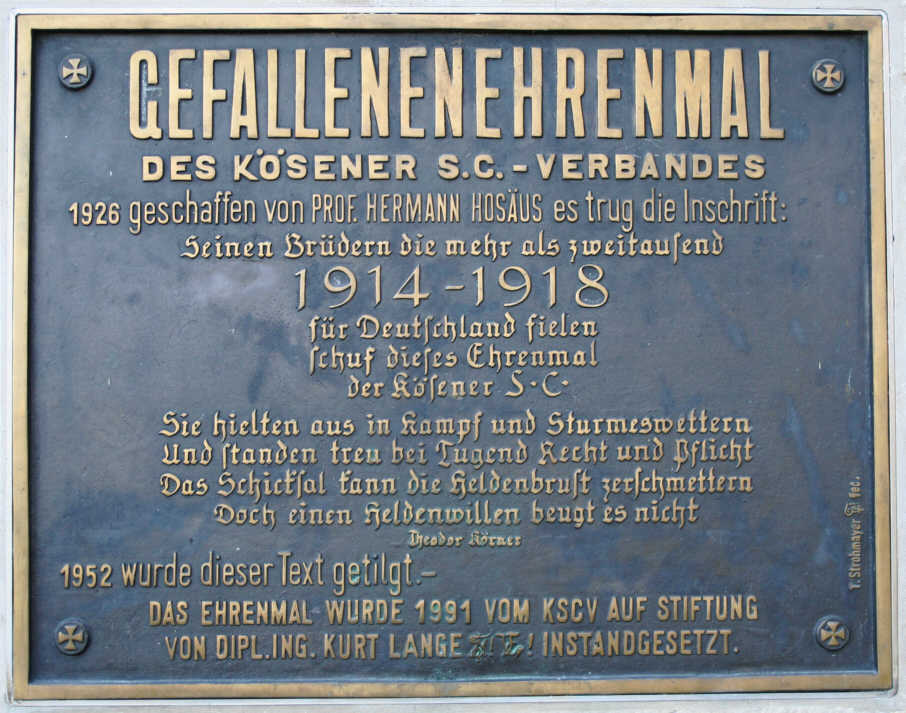 GEFALLENENEHRENMAL
DES KÖSENER S.C.-VERBANDES
1926 geschaffen von PROF. HERMANN HOSÄUS es trug die Inschrift:
Seinen Brüdern die mehr als zweitausend
1914-1918
für Deutschland fielen
schuf dieses Ehrenmal
der Kösener S·C·
Sie hielten aus in Kampf und Sturmeswettern
Und standen treu bei Tugend Recht und Pflicht
Das Schicksal kann die Heldenbrust zerschmettern
Doch einen Heldenwillen beugt es nicht
Theodor Körner
1952 wurde dieser Text getilgt.–
DAS EHRENMAL WURDE 1991 VOM KSCV AUF STIFTUNG
VON DIPL.ING. KURT LANGE INSTANDGESETZT.
T. Strohmayer fec.